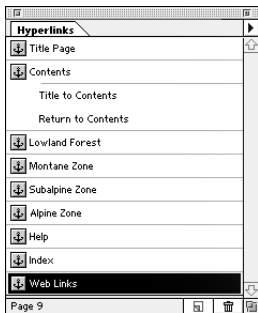 Hyperlinks
Title Page
Contents
Title to Contents
Return to Contents
Lowland Forest
Montane Zone
Subalpine Zone
Alpine Zone
Help
Index
Web Links
Page 9